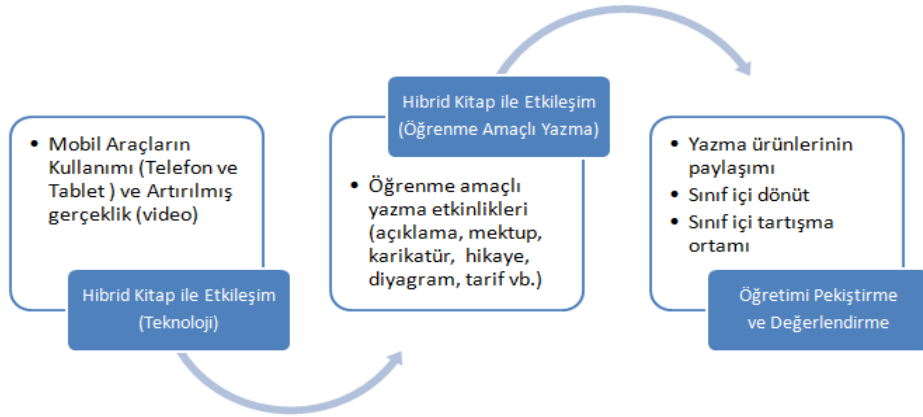 • Mobil Araçların
Kullanımı (Telefon ve
Tablet ) ve Artırılmış
gerçeklik (video)
Hibrid Kitap ile Etkileşim
(Teknoloji)
Hibrid Kitap ile Etkileşim
(Öğrenme Amaçlı Yazma)
• Öğrenme amaçlı
yazma etkinlikleri
(açıklama, mektup,
karikatür, hikaye,
diyagram, tarif vb.)
• Yazma ürünlerinin
paylaşımı
• Sınıf içi dönüt
• Sınıf içi tartışma
ortamı
Öğretimi Pekiştirme
ve Değerlendirme